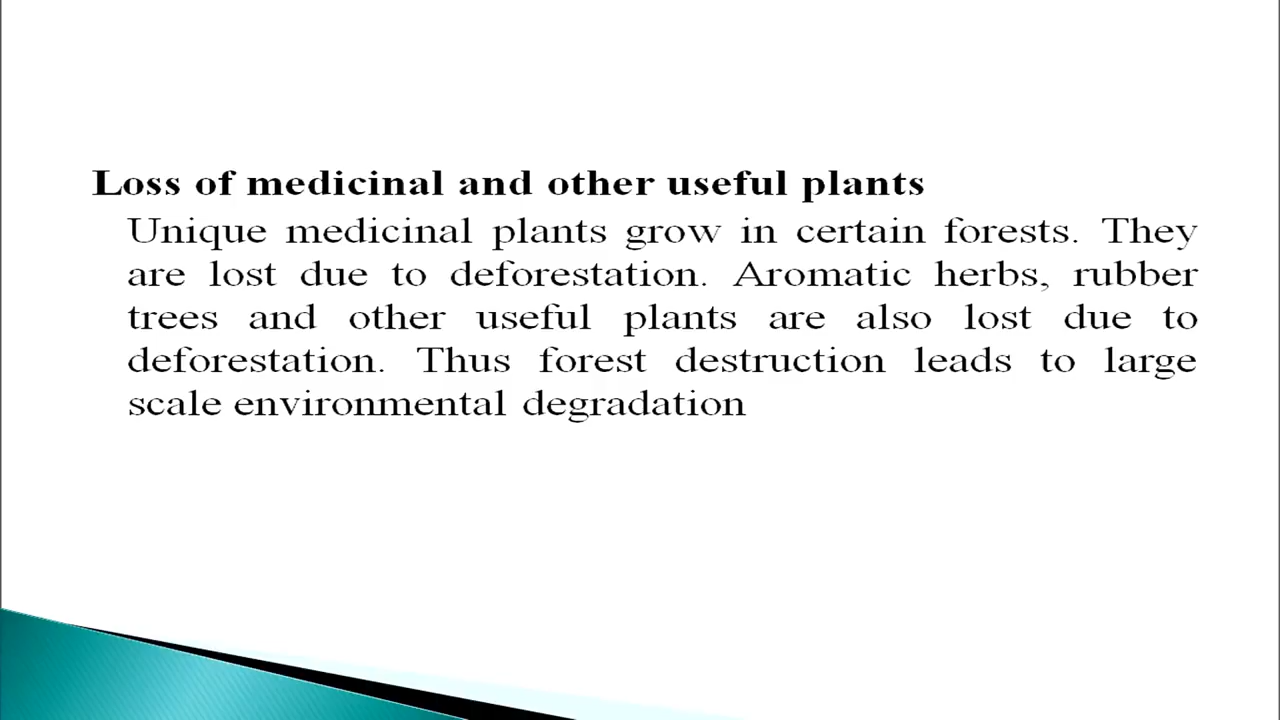 Loss of medicinal and other useful plants
Unique medicinal plants grow in certain forests. They
are lost due to deforestation. Aromatic herbs, rubber
trees and other useful plants are also lost due to
deforestation. Thus forest destruction leads to large
scale environmental degradation